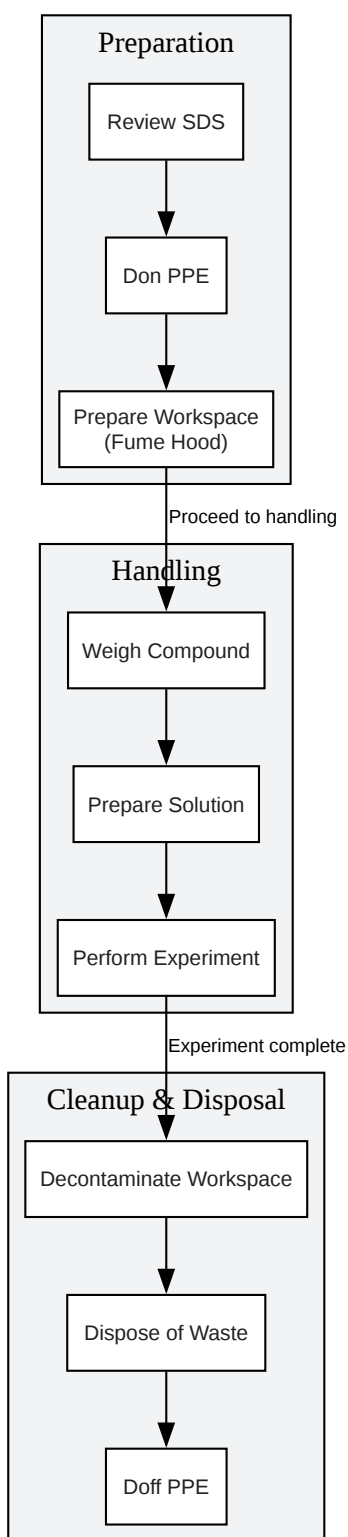 Preparation
Review SDS
Don PPE
Prepare Workspace
(Fume Hood)
Proceed to handling
Handling
Weigh Compound
Prepare Solution
Perform Experiment
Experiment complete
Cleanup & Disposal
Decontaminate Workspace
Dispose of Waste
Doff PPE